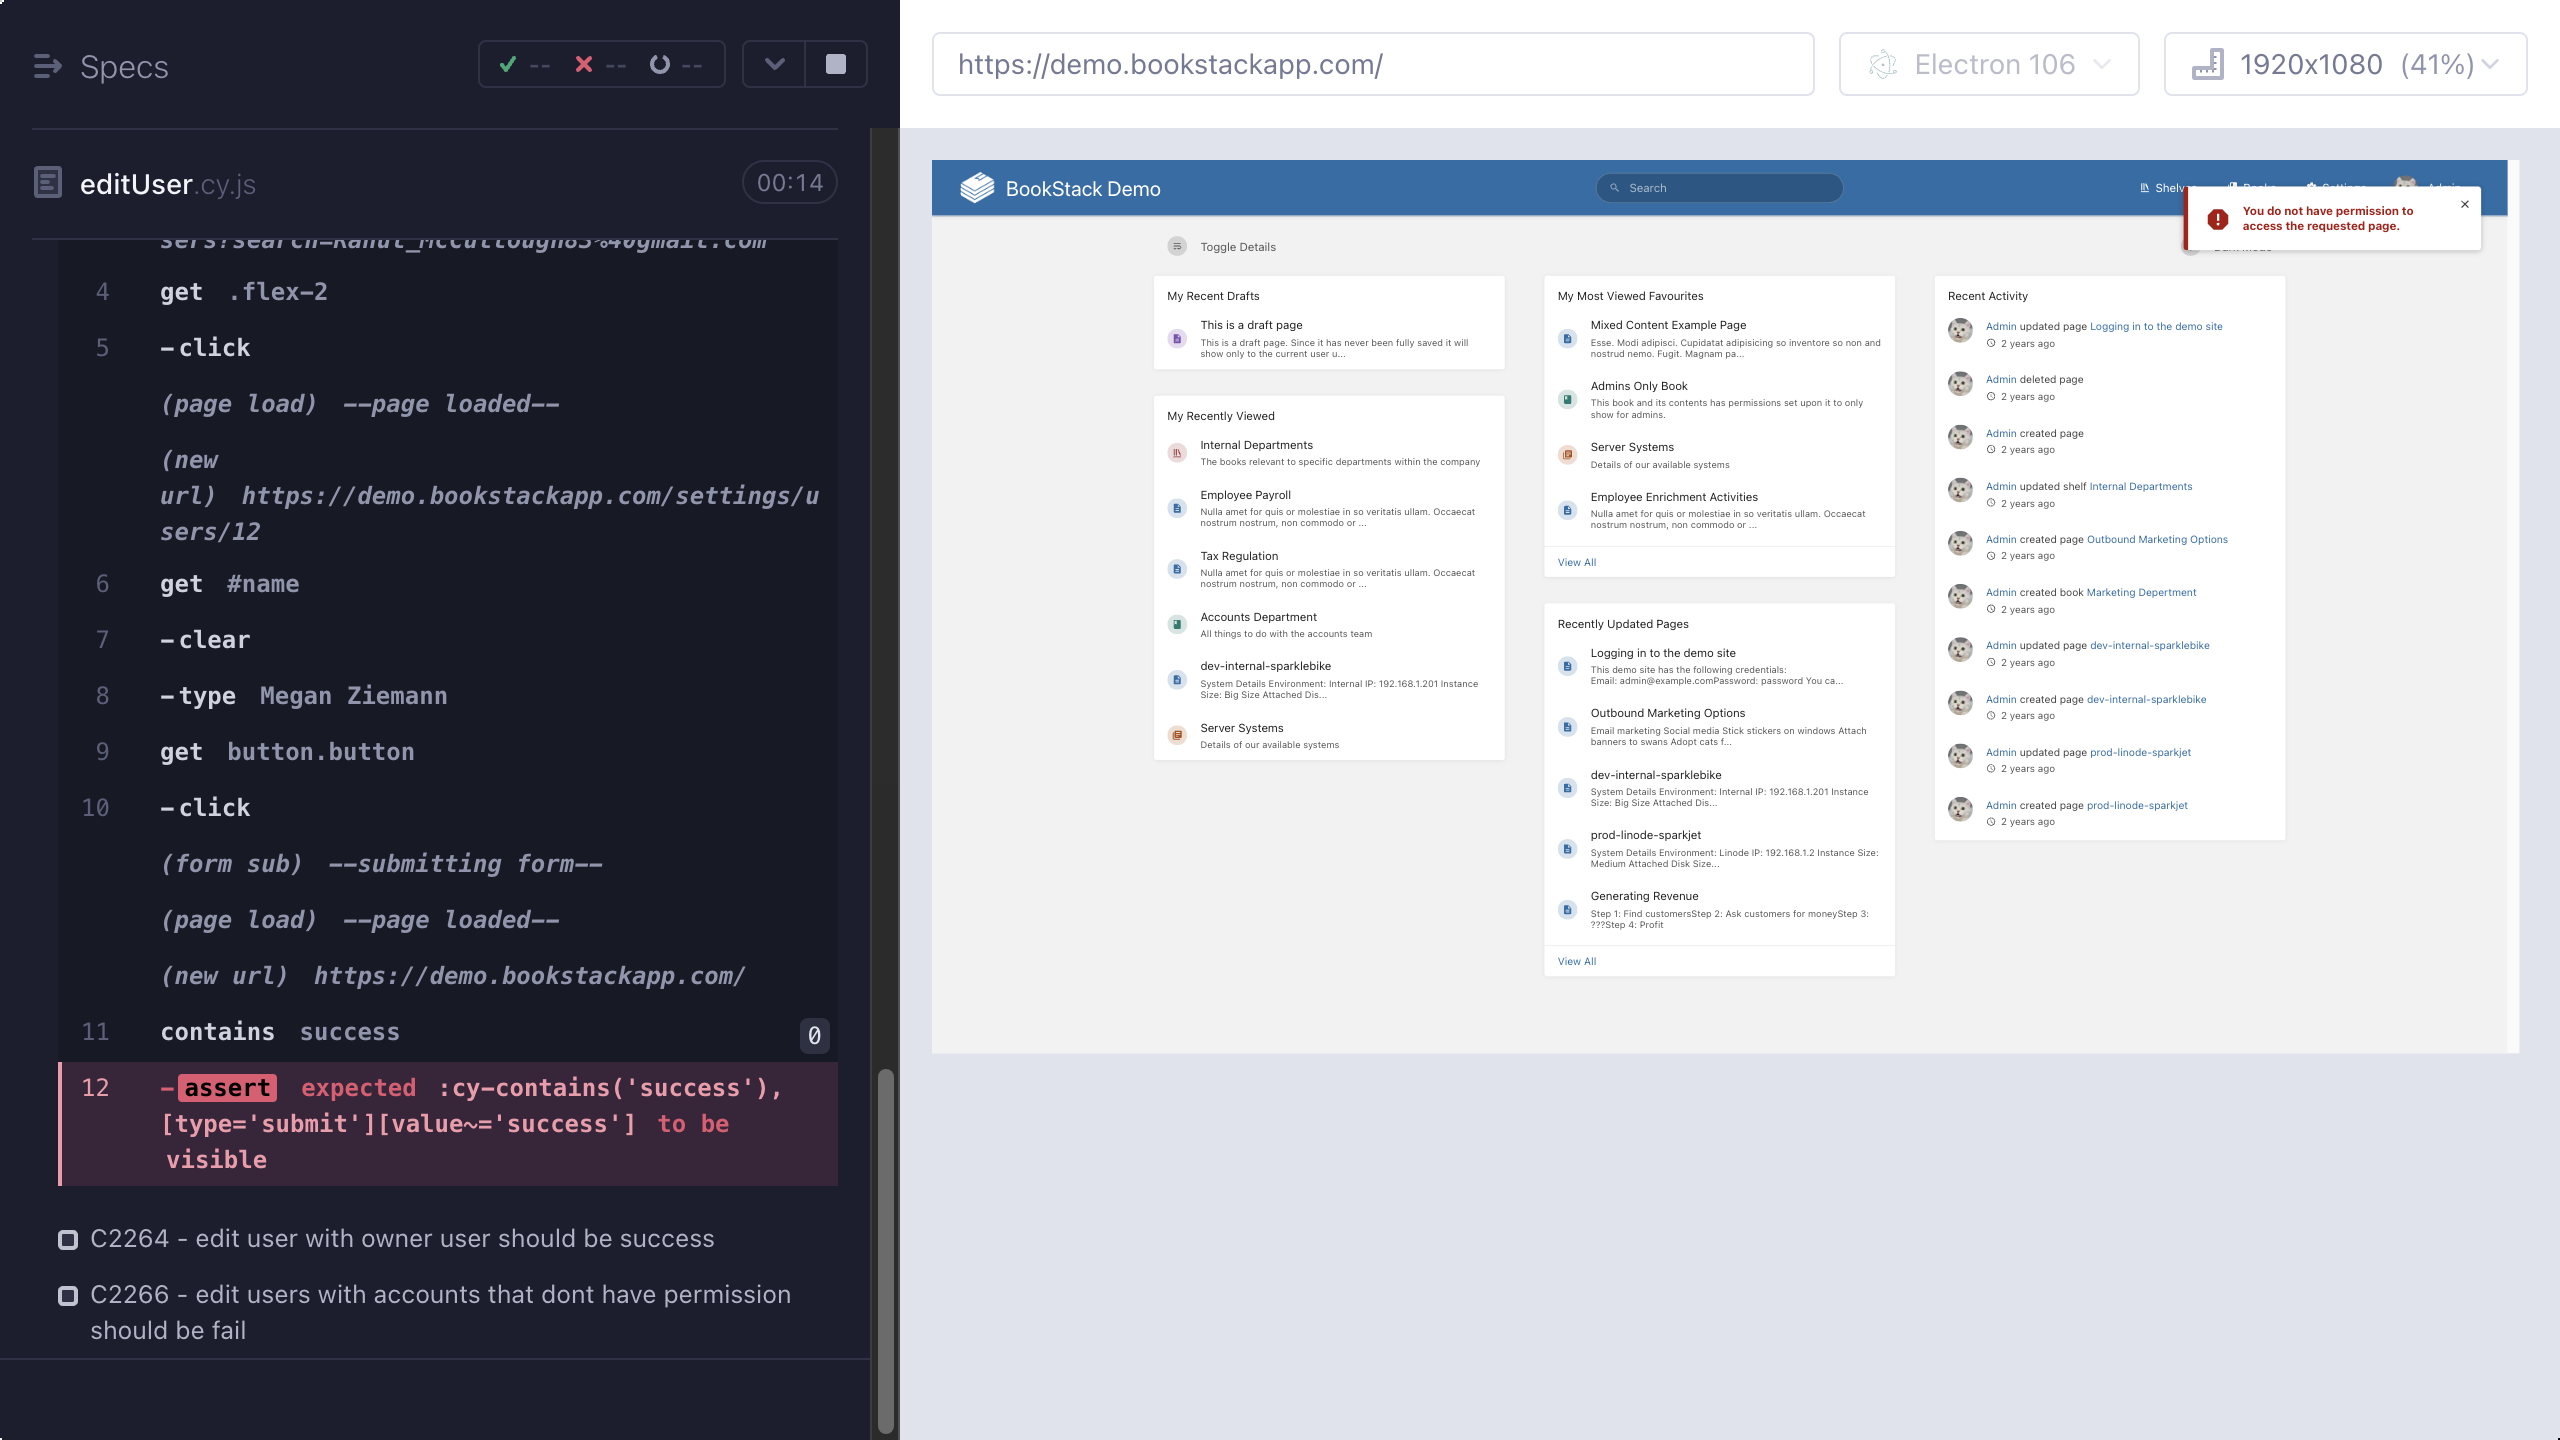 Specs
-- -- --
editUser.cy.js
00:14
sers?search=Rahul_McCullough83%40gmail.com
4 get .flex-2
5 -click
(page load) --page loaded--
(new
url) https://demo.bookstackapp.com/settings/u
sers/12
6 get #name
7 -clear
8 -type Megan Ziemann
9 get button.button
10 -click
(form sub) --submitting form--
(page load) --page loaded--
(new url) https://demo.bookstackapp.com/
11 contains success 0
12 -assert expected :cy-contains('success'),
[type='submit'][value~='success'] to be
visible
C2264 - edit user with owner user should be success
C2266 - edit users with accounts that dont have permission
should be fail
https://demo.bookstackapp.com/
Electron 106
1920x1080 (41%)
BookStack Demo
Search
You do not have permission to
access the requested page.
Toggle Details
My Recent Drafts
This is a draft page
This is a draft page. Since it has never been fully saved it will
show only to the current user u...
My Recently Viewed
Internal Departments
The books relevant to specific departments within the company
Employee Payroll
Nulla amet for quis or molestiae in so veritatis ullam. Occaecat
nostrum nostrum, non commodo or ...
Tax Regulation
Nulla amet for quis or molestiae in so veritatis ullam. Occaecat
nostrum nostrum, non commodo or ...
Accounts Department
All things to do with the accounts team
dev-internal-sparklebike
System Details Environment: Internal IP: 192.168.1.201 Instance
Size: Big Size Attached Dis...
Server Systems
Details of our available systems
My Most Viewed Favourites
Mixed Content Example Page
Esse. Modi adipisci. Cupidatat adipisicing so inventore so non and
nostrud nemo. Fugit. Magnam pa...
Admins Only Book
This book and its contents has permissions set upon it to only
show for admins.
Server Systems
Details of our available systems
Employee Enrichment Activities
Nulla amet for quis or molestiae in so veritatis ullam. Occaecat
nostrum nostrum, non commodo or ...
View All
Recently Updated Pages
Logging in to the demo site
This demo site has the following credentials:
Email: admin@example.comPassword: password You ca...
Outbound Marketing Options
Email marketing Social media Stick stickers on windows Attach
banners to swans Adopt cats f...
dev-internal-sparklebike
System Details Environment: Internal IP: 192.168.1.201 Instance
Size: Big Size Attached Dis...
prod-linode-sparkjet
System Details Environment: Linode IP: 192.168.1.2 Instance Size:
Medium Attached Disk Size...
Generating Revenue
Step 1: Find customersStep 2: Ask customers for moneyStep 3:
???Step 4: Profit
View All
Recent Activity
Admin updated page Logging in to the demo site
2 years ago
Admin deleted page
2 years ago
Admin created page
2 years ago
Admin updated shelf Internal Departments
2 years ago
Admin created page Outbound Marketing Options
2 years ago
Admin created book Marketing Depertment
2 years ago
Admin updated page dev-internal-sparklebike
2 years ago
Admin created page dev-internal-sparklebike
2 years ago
Admin updated page prod-linode-sparkjet
2 years ago
Admin created page prod-linode-sparkjet
2 years ago